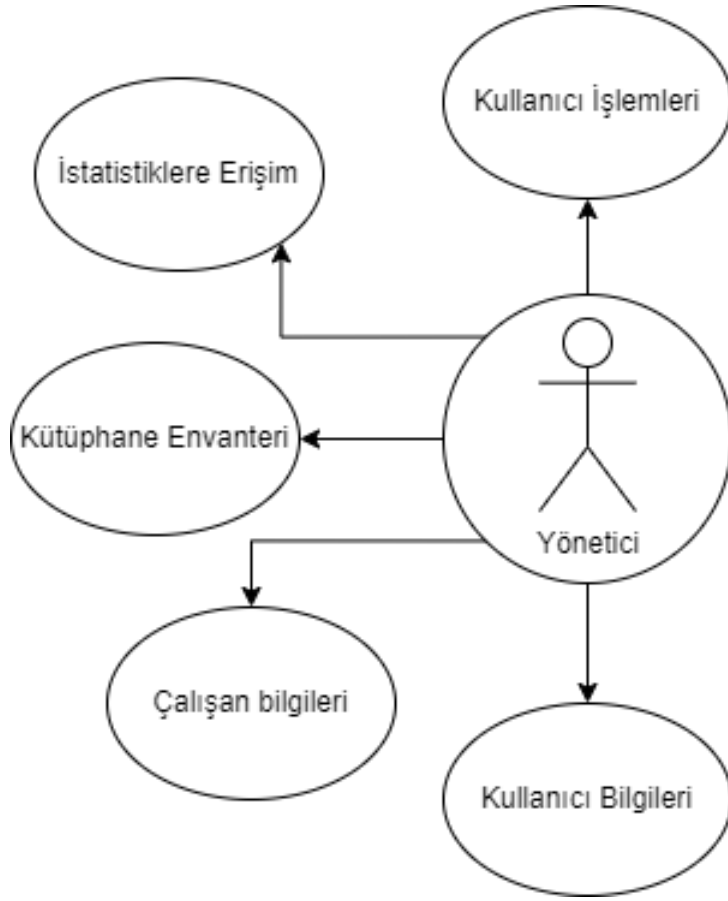 Kullanıcı İşlemleri
İstatistiklere Erişim
Kütüphane Envanteri
Yönetici
Çalışan bilgileri
Kullanıcı Bilgileri